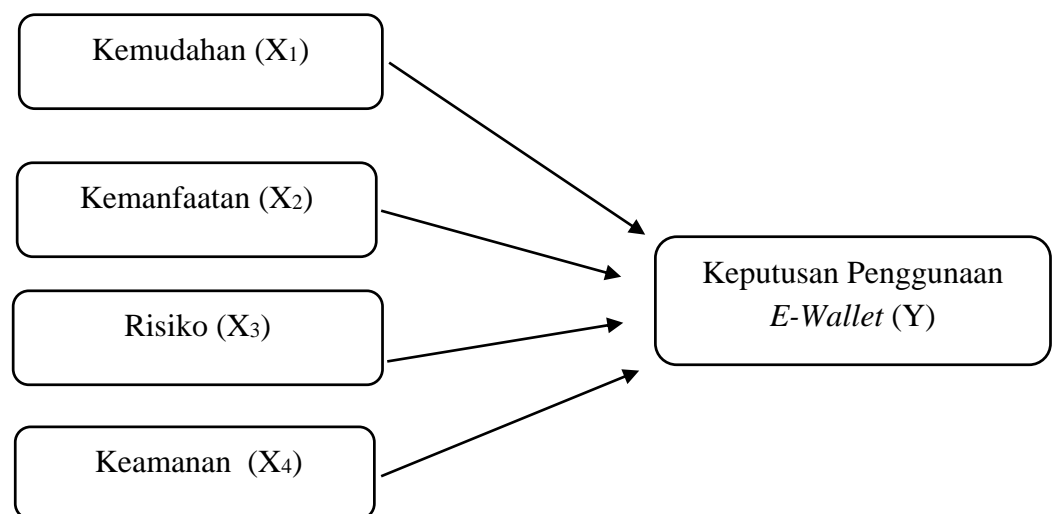 Kemudahan (X₁)
Kemanfaatan (X₂)
Risiko (X₃)
Keamanan (X₄)
Keputusan Penggunaan
E-Wallet (Y)